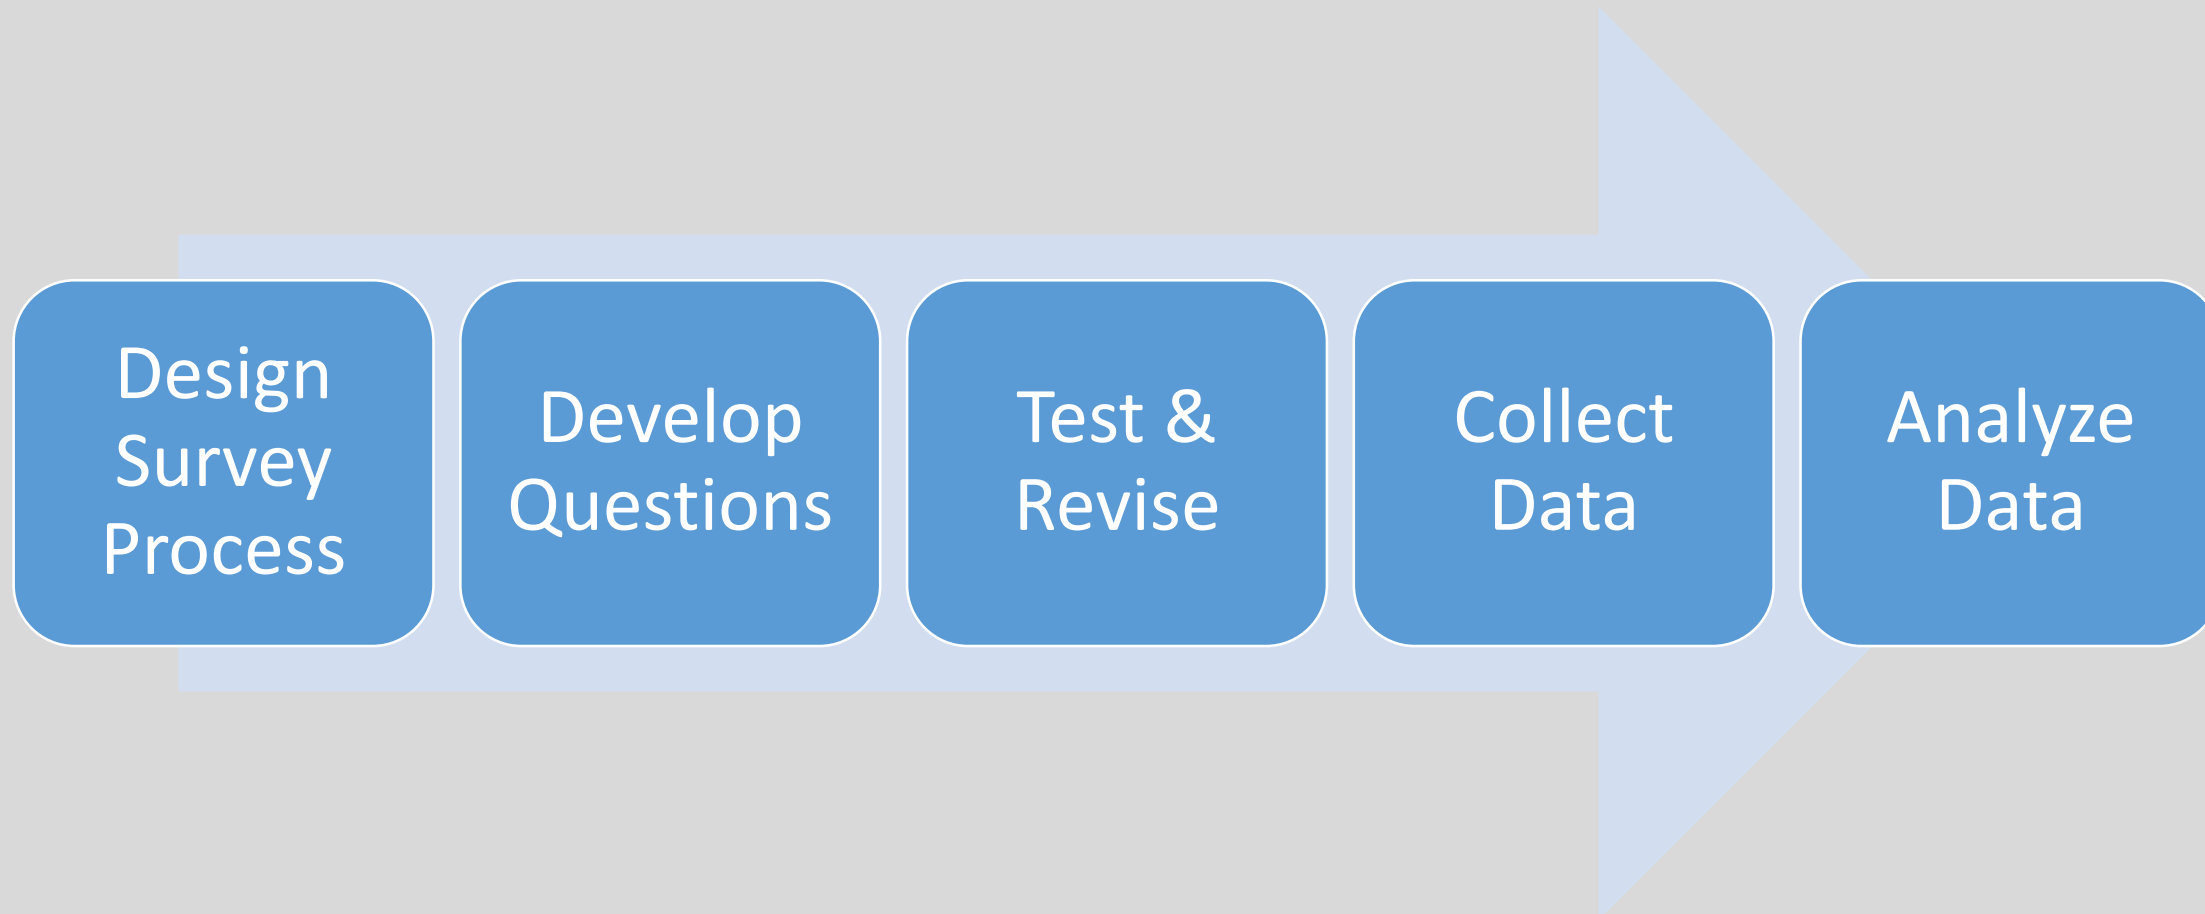 Design
Survey
Process
Develop
Questions
Test &
Revise
Collect
Data
Analyze
Data